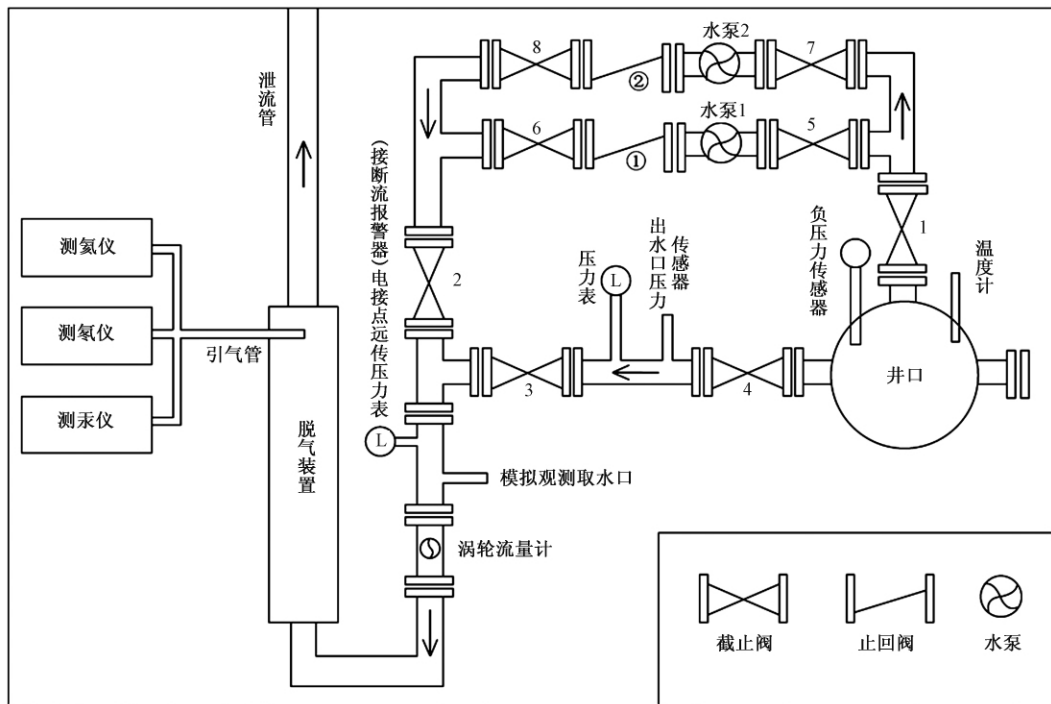 水泵2
8
7
②
水泵1
6
5
①
泄流管
(接断流报警器)电接点远传压力表
1
2
测氦仪
测氡仪
测汞仪
引气管
脱气装置
压力表
L
出水口压力
传感器
负压力传感器
温度计
3
4
井口
L
模拟观测取水口
涡轮流量计
截止阀
止回阀
水泵